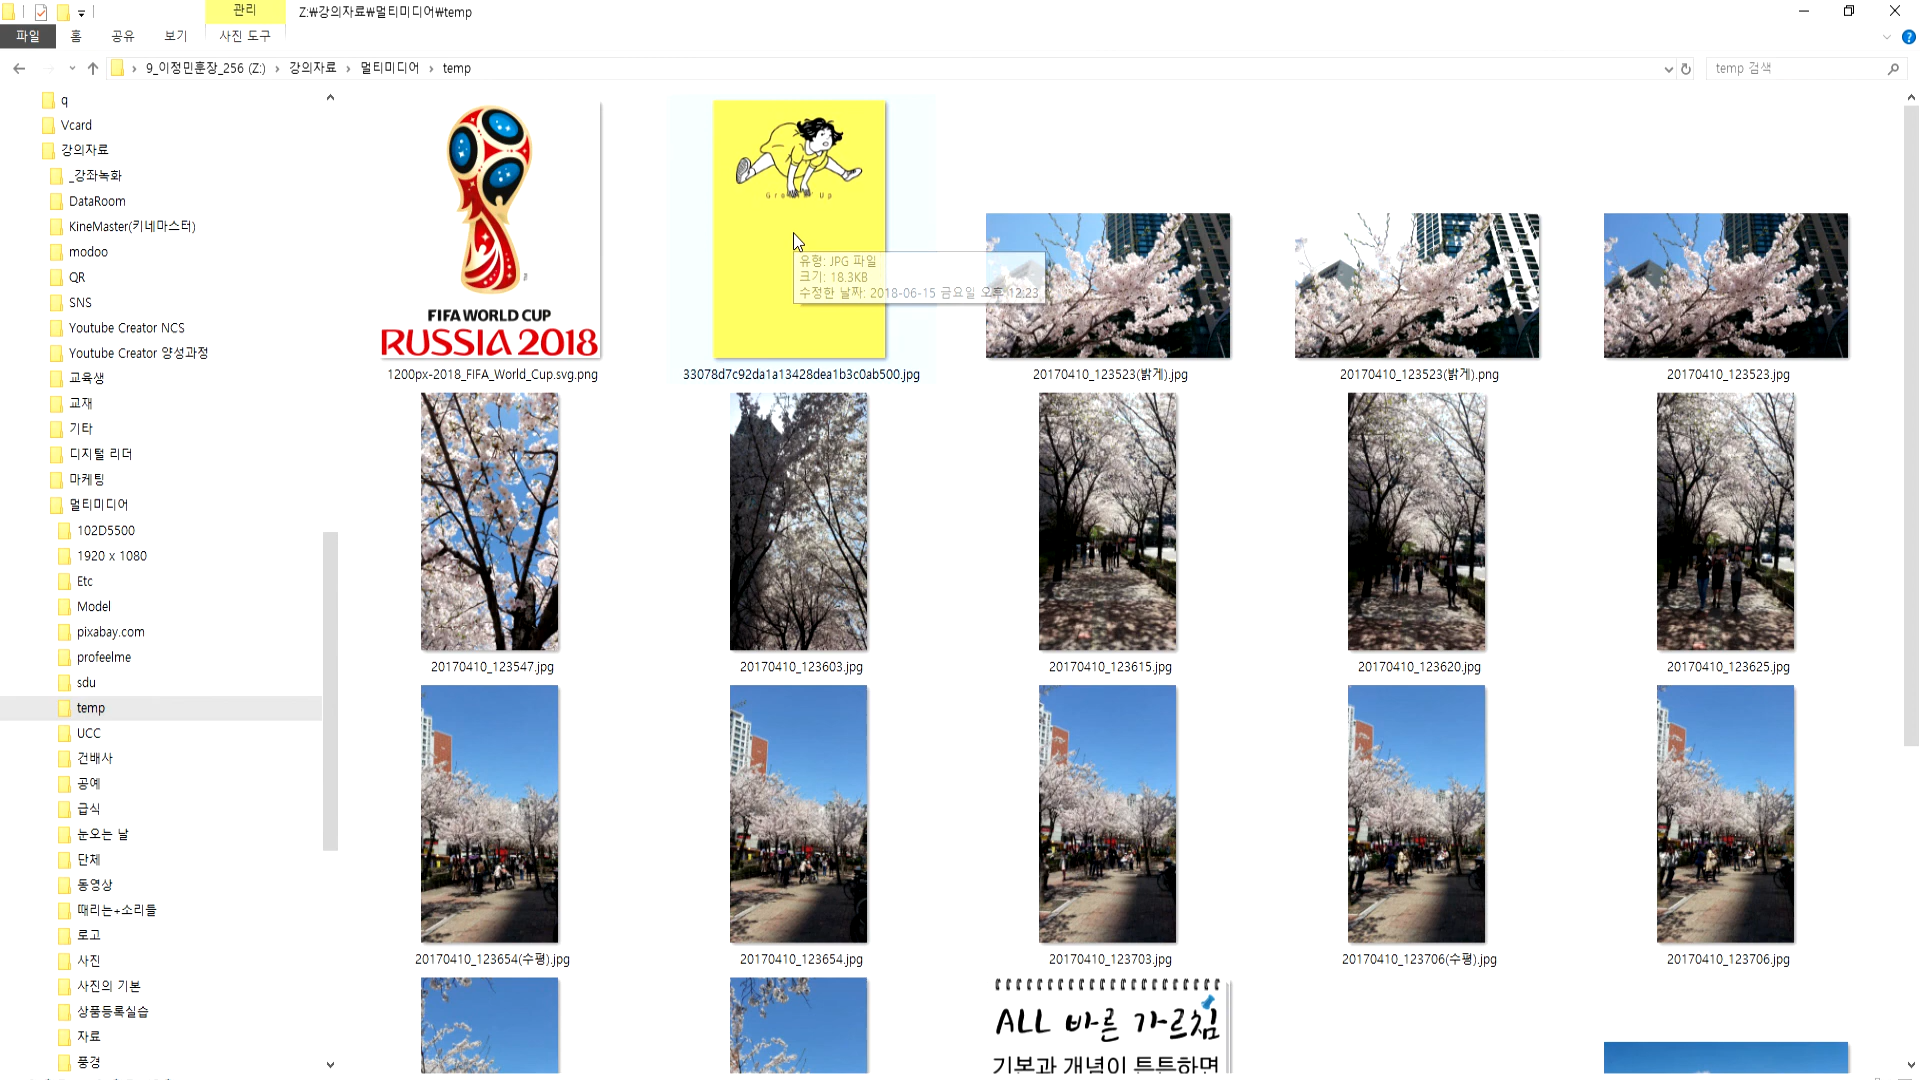 관리
Z:₩강의자료₩멀티미디어₩temp
파일
홈
공유
보기
사진 도구
9_이정민훈장_256 (Z:) › 강의자료 › 멀티미디어 › temp
temp 검색
q
Vcard
강의자료
_강좌녹화
DataRoom
KineMaster(키네마스터)
modoo
QR
SNS
Youtube Creator NCS
Youtube Creator 양성과정
교육생
교재
기타
디지털 리더
마케팅
멀티미디어
102D5500
1920 x 1080
Etc
Model
pixabay.com
profeelme
sdu
temp
UCC
건배사
공예
급식
눈오는 날
단체
동영상
때리는+소리들
로고
사진
사진의 기본
상품등록실습
자료
풍경
FIFA WORLD CUP
RUSSIA 2018
유형: JPG 파일
크기: 18.3KB
수정한 날짜: 2018-06-15 금요일 오후 12:23
1200px-2018_FIFA_World_Cup.svg.png
33078d7c92da1a13428dea1b3c0ab500.jpg
20170410_123523(밝게).jpg
20170410_123523(밝게).png
20170410_123523.jpg
20170410_123547.jpg
20170410_123603.jpg
20170410_123615.jpg
20170410_123620.jpg
20170410_123625.jpg
20170410_123654(수평).jpg
20170410_123654.jpg
20170410_123703.jpg
20170410_123706(수평).jpg
20170410_123706.jpg
ALL 바른 가르침
기본과 개념이 튼튼하면